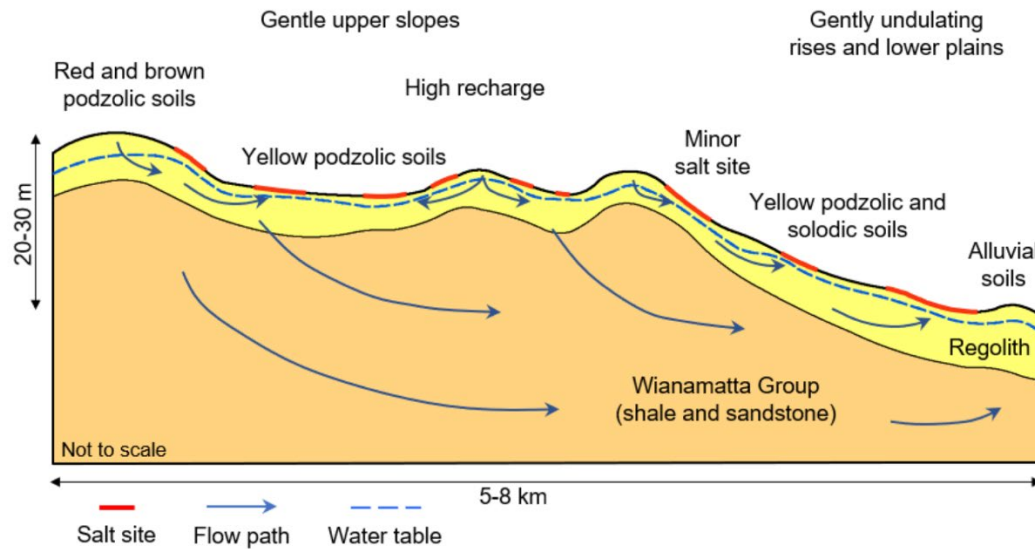 Gentle upper slopes
Gently undulating
rises and lower plains
Red and brown
podzolic soils
High recharge
Yellow podzolic soils
Minor
salt site
Yellow podzolic and
solodic soils
Alluvial
soils
20-30 m
Regolith
Wianamatta Group
(shale and sandstone)
Not to scale
5-8 km
Salt site
Flow path
Water table